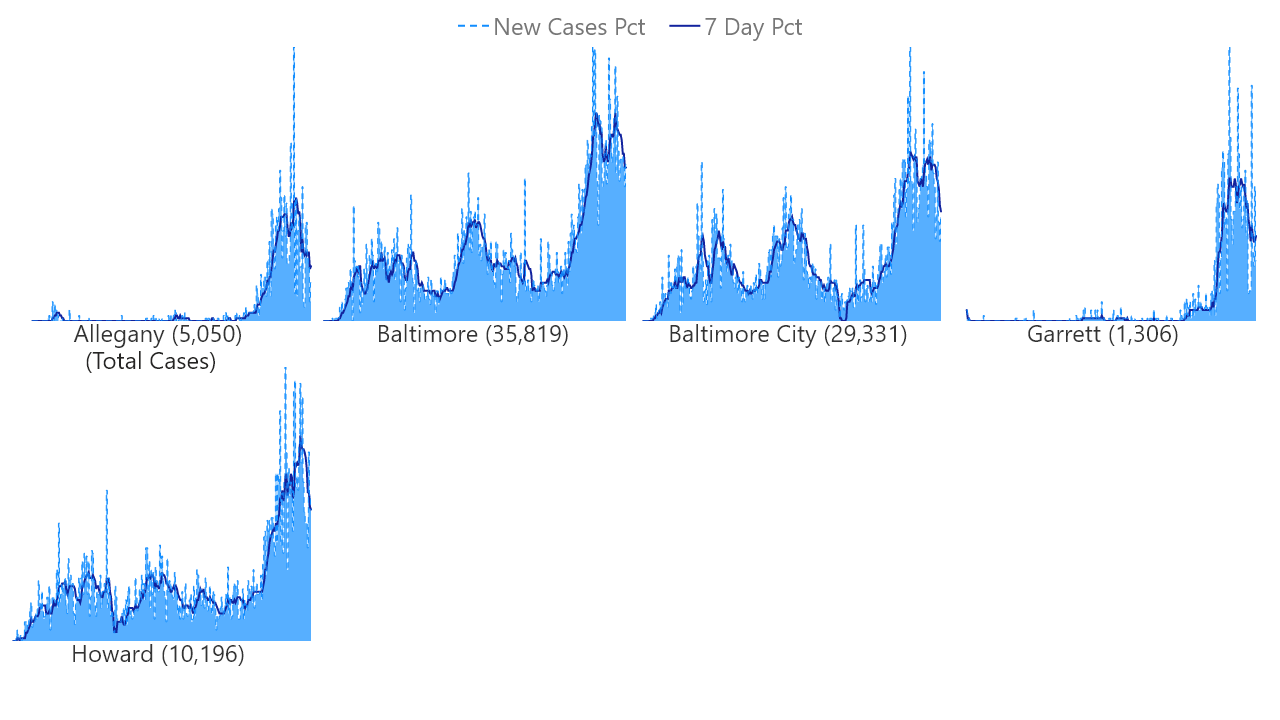 New Cases Pct 7 Day Pct
Allegany (5,050)
(Total Cases)
Baltimore (35,819)
Baltimore City (29,331)
Garrett (1,306)
Howard (10,196)